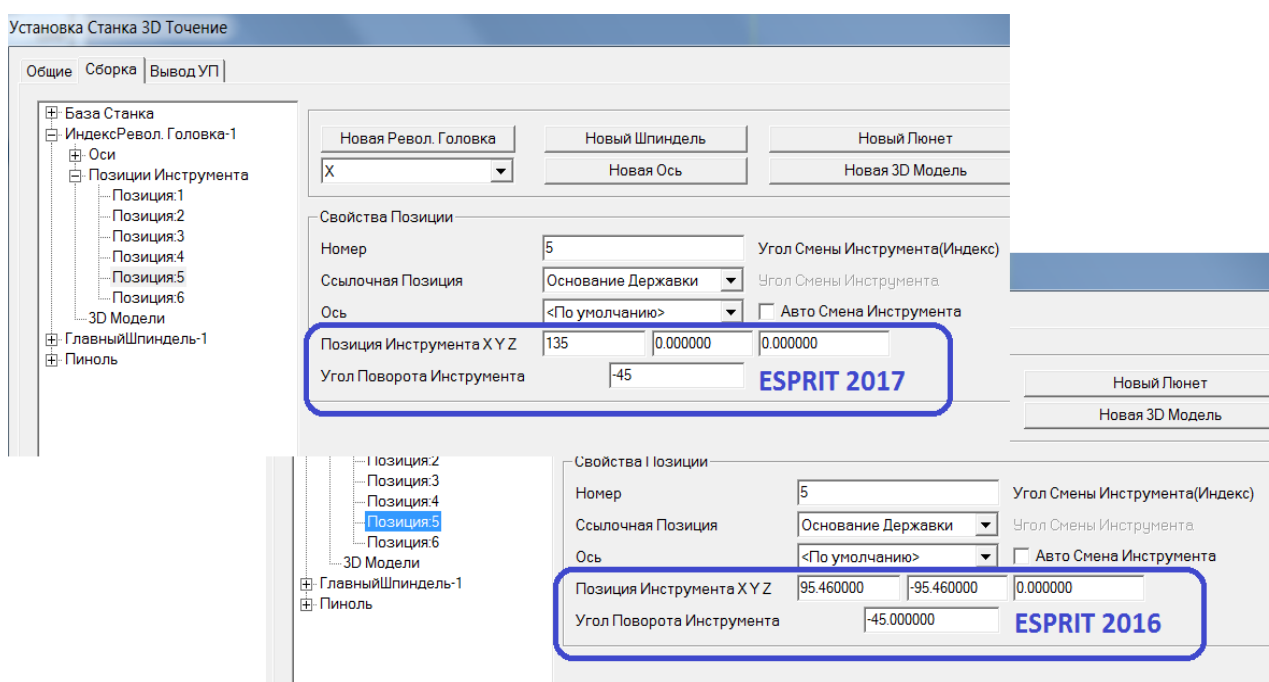 Установка Станка 3D Точение
Общие Сборка Вывод УП
База Станка
ИндексРевол. Головка-1
Оси
Позиции Инструмента
Позиция:1
Позиция:2
Позиция:3
Позиция:4
Позиция:5
Позиция:6
3D Модели
ГлавныйШпиндель-1
Пиноль
Новая Револ. Головка Новый Шпиндель Новый Люнет
X Новая Ось Новая 3D Модель
Свойства Позиции
Номер 5 Угол Смены Инструмента(Индекс)
Ссылочная Позиция Основание Державки Угол Смены Инструмента
Ось <По умолчанию> Авто Смена Инструмента
Позиция Инструмента X Y Z 135 0.000000 0.000000
Угол Поворота Инструмента -45 ESPRIT 2017
Новый Люнет
Новая 3D Модель
Позиция:2
Позиция:3
Позиция:4
Позиция:5
Позиция:6
3D Модели
ГлавныйШпиндель-1
Пиноль
Свойства Позиции
Номер 5 Угол Смены Инструмента(Индекс)
Ссылочная Позиция Основание Державки Угол Смены Инструмента
Ось <По умолчанию> Авто Смена Инструмента
Позиция Инструмента X Y Z 95.460000 -95.460000 0.000000
Угол Поворота Инструмента -45.000000 ESPRIT 2016